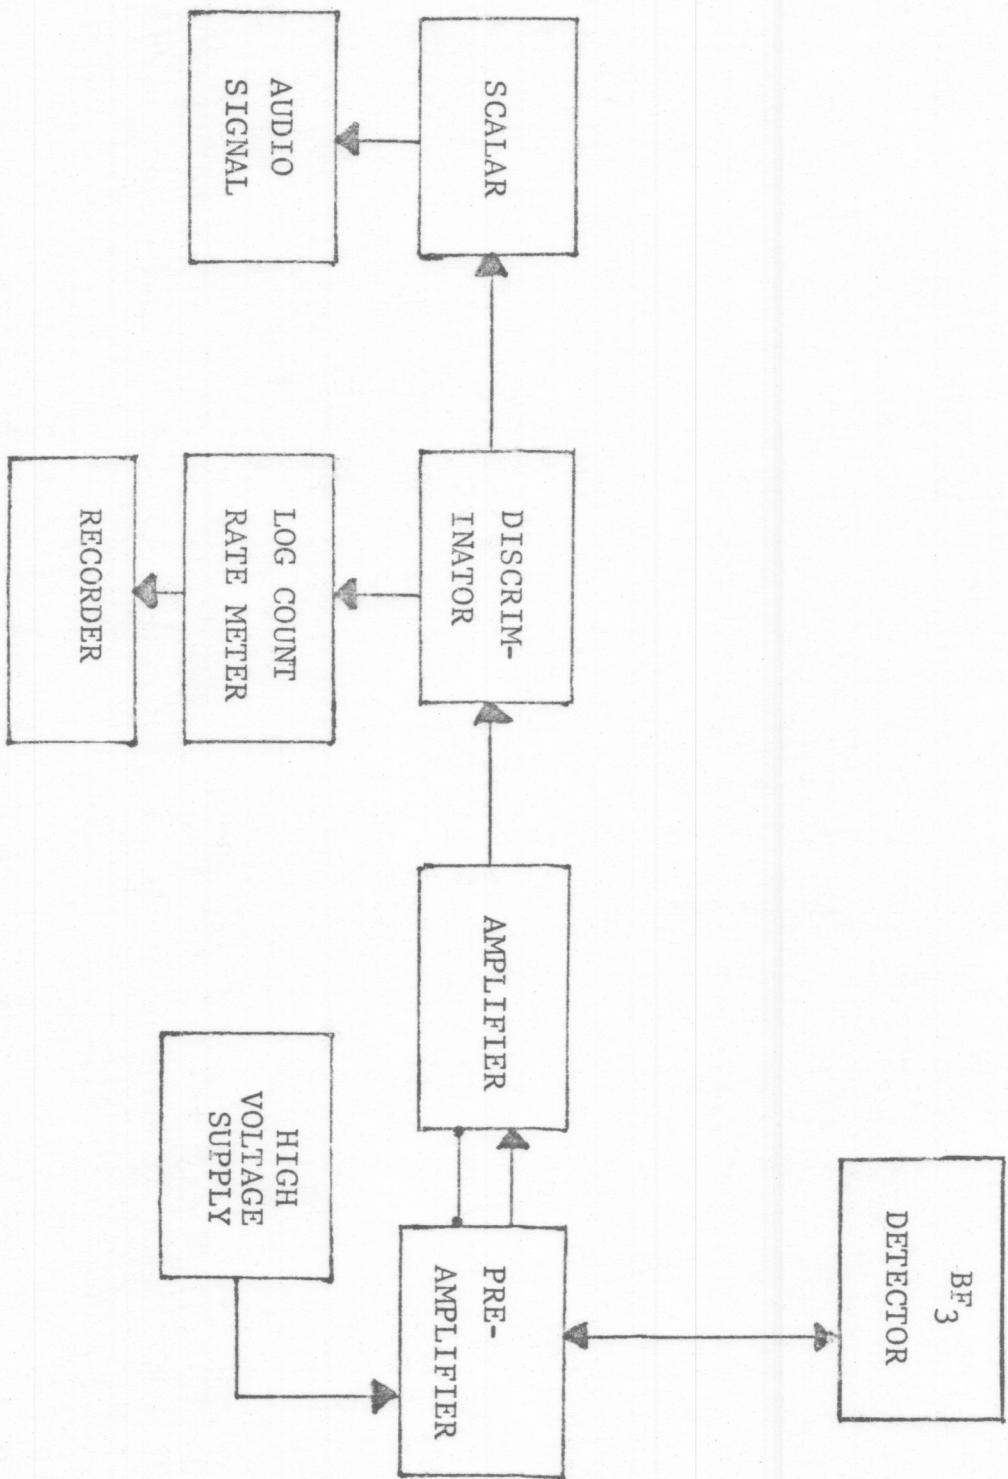 BF3
DETECTOR
SCALAR
DISCRIM-
INATOR
AMPLIFIER
PRE-
AMPLIFIER
AUDIO
SIGNAL
LOG COUNT
RATE METER
HIGH
VOLTAGE
SUPPLY
RECORDER